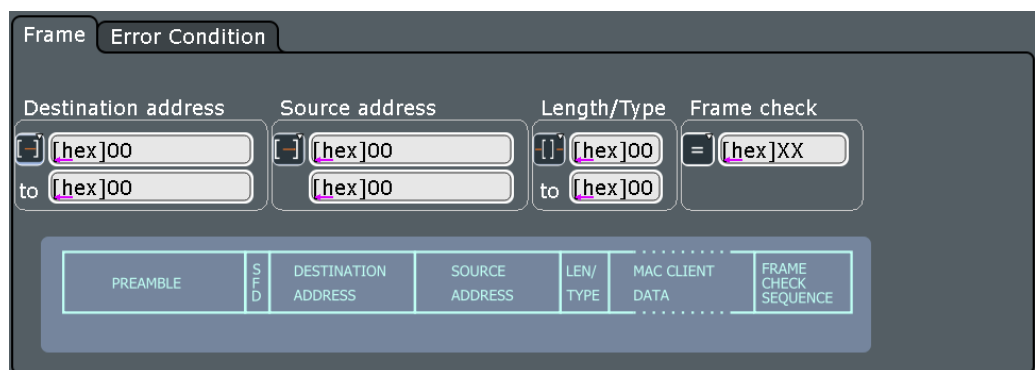 Frame Error Condition
Destination address Source address Length/Type Frame check
[hex]00 [hex]00 [hex]00 = [hex]XX
to [hex]00 [hex]00 to [hex]00
PREAMBLE
SFD
DESTINATION
ADDRESS
SOURCE
ADDRESS
LEN/
TYPE
MAC CLIENT
DATA
FRAME
CHECK
SEQUENCE